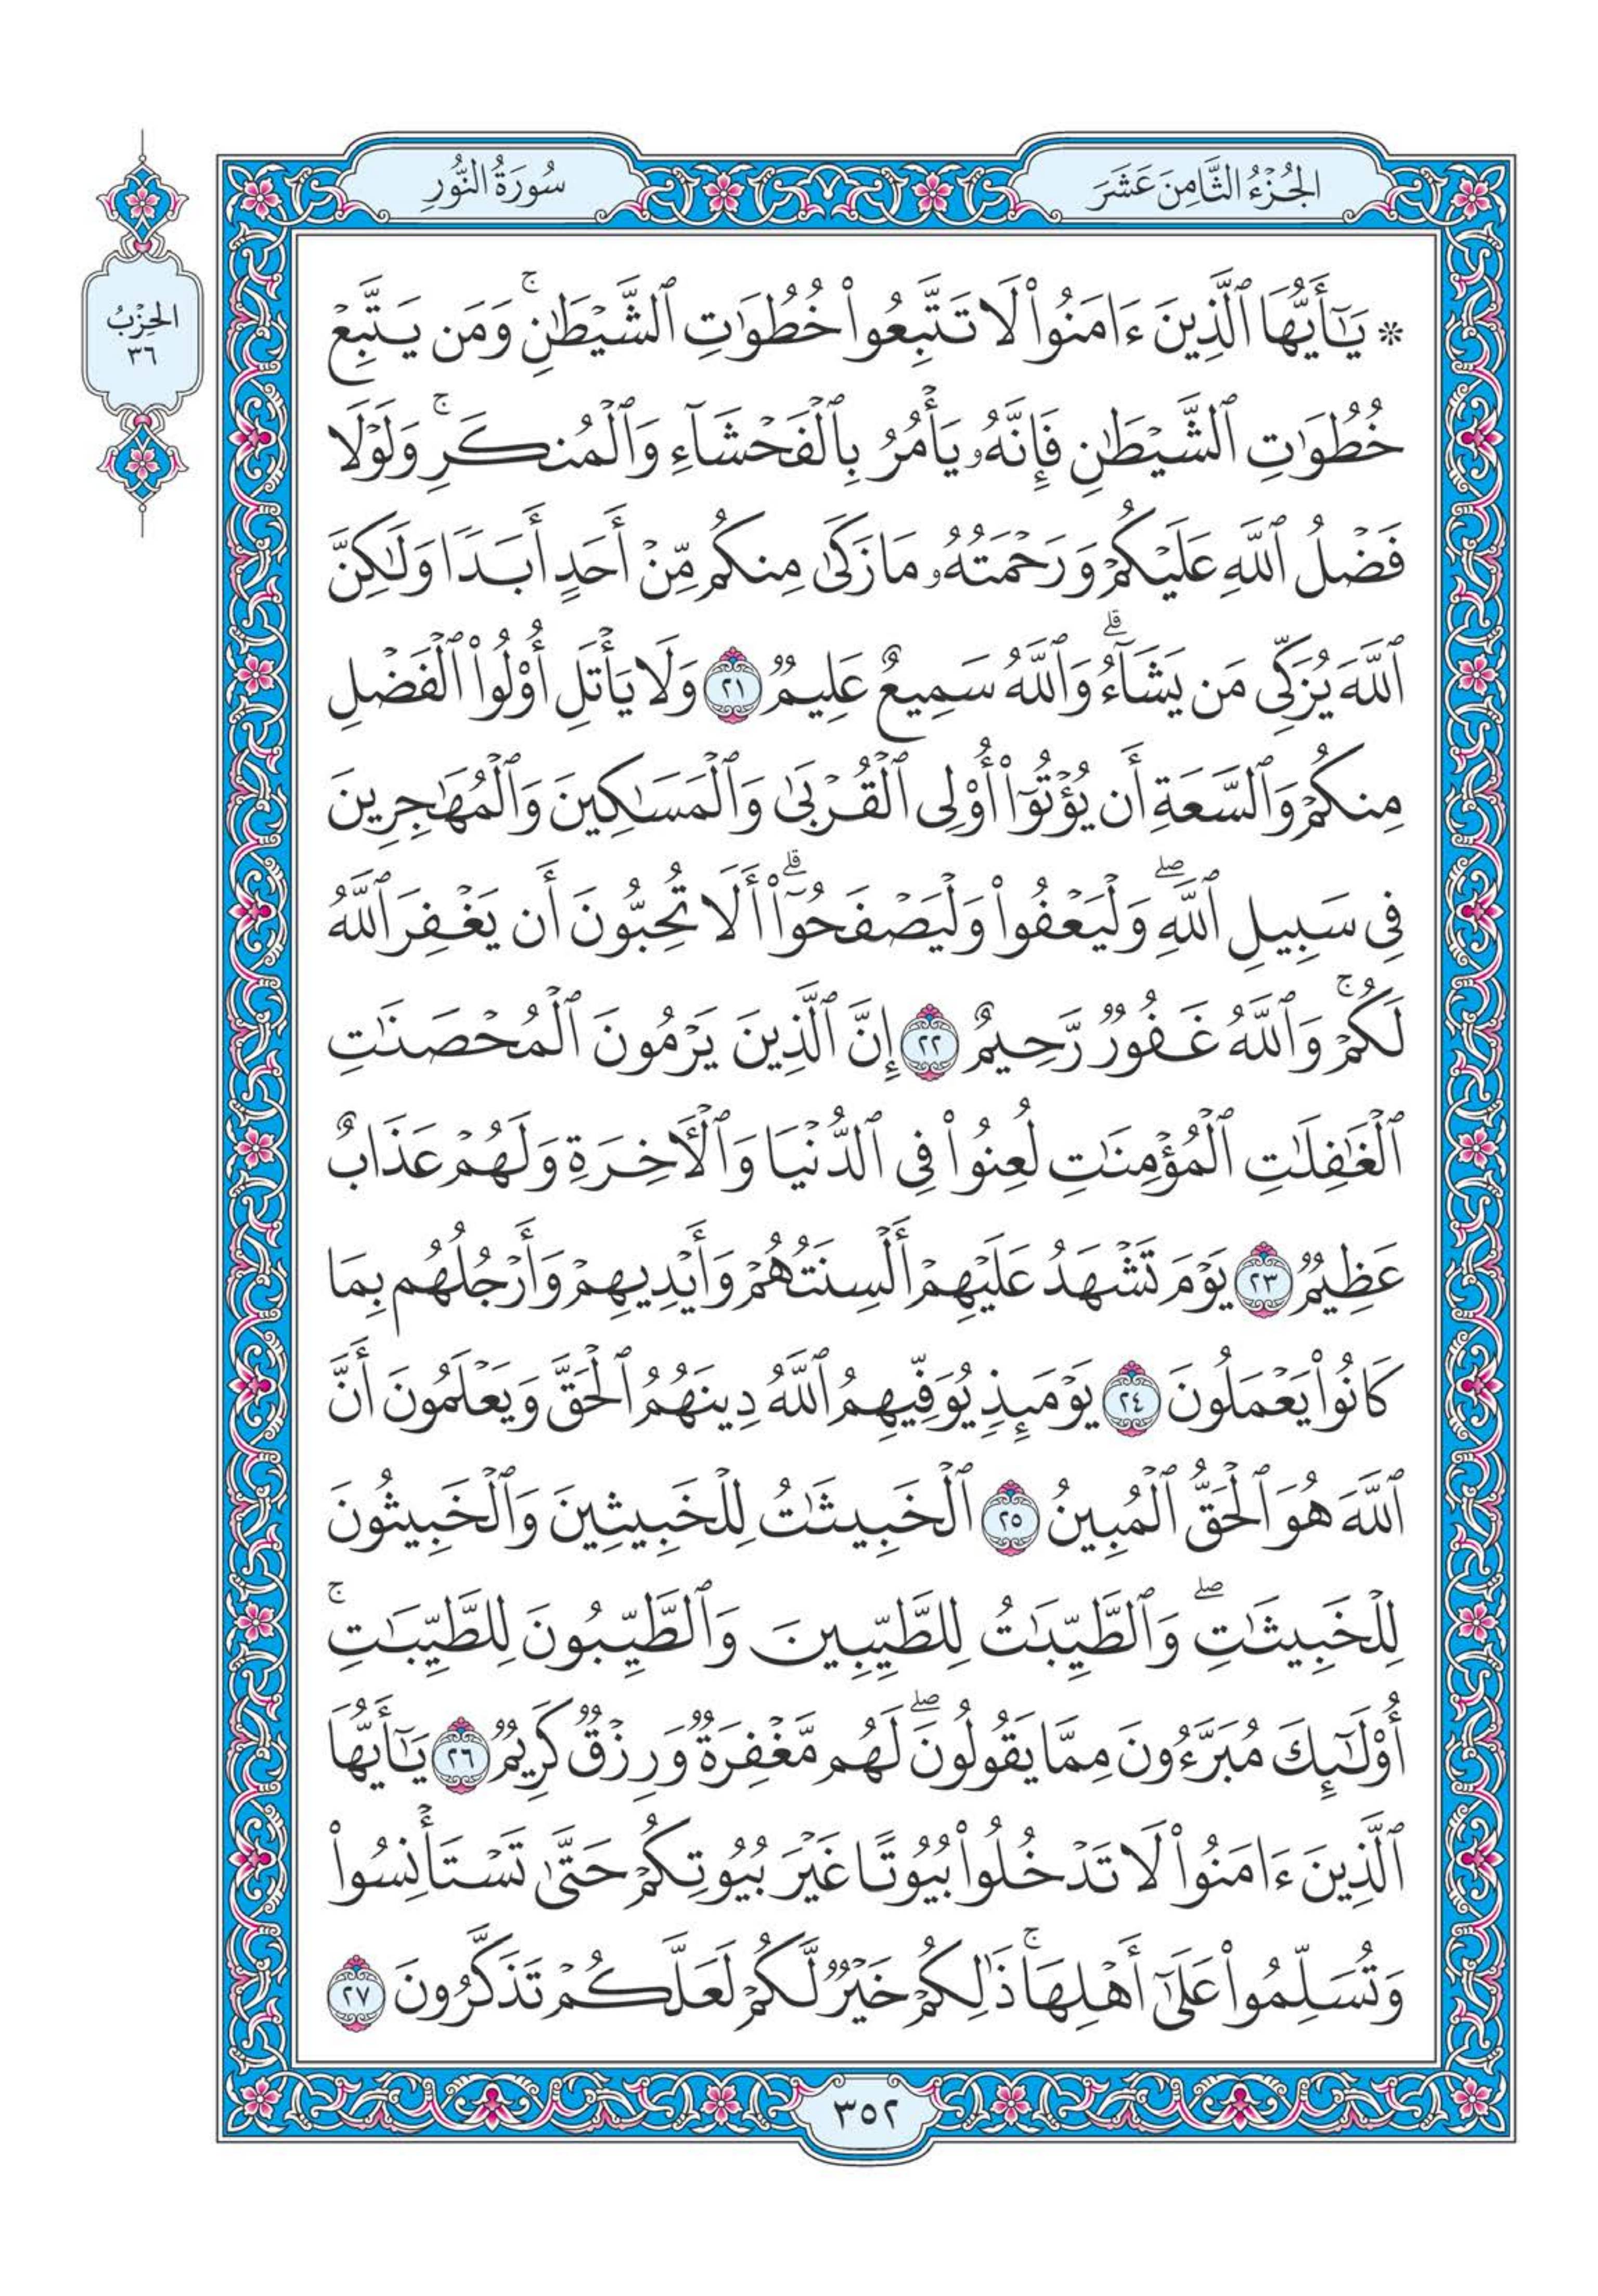 الجُزْءُ الثَّامِنَ عَشَرَ
سُورَةُ النُّورِ
الحِزْبُ
٣٦
* يَٰٓأَيُّهَا ٱلَّذِينَ ءَامَنُوا۟ لَا تَتَّبِعُوا۟ خُطُوَٰتِ ٱلشَّيْطَٰنِ ۚ وَمَن يَتَّبِعْ
خُطُوَٰتِ ٱلشَّيْطَٰنِ فَإِنَّهُۥ يَأْمُرُ بِٱلْفَحْشَآءِ وَٱلْمُنكَرِ ۚ وَلَوْلَا
فَضْلُ ٱللَّهِ عَلَيْكُمْ وَرَحْمَتُهُۥ مَا زَكَىٰ مِنكُم مِّنْ أَحَدٍ أَبَدًا وَلَٰكِنَّ
ٱللَّهَ يُزَكِّى مَن يَشَآءُ ۗ وَٱللَّهُ سَمِيعٌ عَلِيمٌ ٢١ وَلَا يَأْتَلِ أُو۟لُوا۟ ٱلْفَضْلِ
مِنكُمْ وَٱلسَّعَةِ أَن يُؤْتُوٓا۟ أُو۟لِى ٱلْقُرْبَىٰ وَٱلْمَسَٰكِينَ وَٱلْمُهَٰجِرِينَ
فِى سَبِيلِ ٱللَّهِ ۖ وَلْيَعْفُوا۟ وَلْيَصْفَحُوٓا۟ ۗ أَلَا تُحِبُّونَ أَن يَغْفِرَ ٱللَّهُ
لَكُمْ ۚ وَٱللَّهُ غَفُورٌ رَّحِيمٌ ٢٢ إِنَّ ٱلَّذِينَ يَرْمُونَ ٱلْمُحْصَنَٰتِ
ٱلْغَٰفِلَٰتِ ٱلْمُؤْمِنَٰتِ لُعِنُوا۟ فِى ٱلدُّنْيَا وَٱلْءَاخِرَةِ وَلَهُمْ عَذَابٌ
عَظِيمٌ ٢٣ يَوْمَ تَشْهَدُ عَلَيْهِمْ أَلْسِنَتُهُمْ وَأَيْدِيهِمْ وَأَرْجُلُهُم بِمَا
كَانُوا۟ يَعْمَلُونَ ٢٤ يَوْمَئِذٍ يُوَفِّيهِمُ ٱللَّهُ دِينَهُمُ ٱلْحَقَّ وَيَعْلَمُونَ أَنَّ
ٱللَّهَ هُوَ ٱلْحَقُّ ٱلْمُبِينُ ٢٥ ٱلْخَبِيثَٰتُ لِلْخَبِيثِينَ وَٱلْخَبِيثُونَ
لِلْخَبِيثَٰتِ ۖ وَٱلطَّيِّبَٰتُ لِلطَّيِّبِينَ وَٱلطَّيِّبُونَ لِلطَّيِّبَٰتِ ۚ
أُو۟لَٰٓئِكَ مُبَرَّءُونَ مِمَّا يَقُولُونَ ۖ لَهُم مَّغْفِرَةٌ وَرِزْقٌ كَرِيمٌ ٢٦ يَٰٓأَيُّهَا
ٱلَّذِينَ ءَامَنُوا۟ لَا تَدْخُلُوا۟ بُيُوتًا غَيْرَ بُيُوتِكُمْ حَتَّىٰ تَسْتَأْنِسُوا۟
وَتُسَلِّمُوا۟ عَلَىٰٓ أَهْلِهَا ۚ ذَٰلِكُمْ خَيْرٌ لَّكُمْ لَعَلَّكُمْ تَذَكَّرُونَ ٢٧
٣٥٢